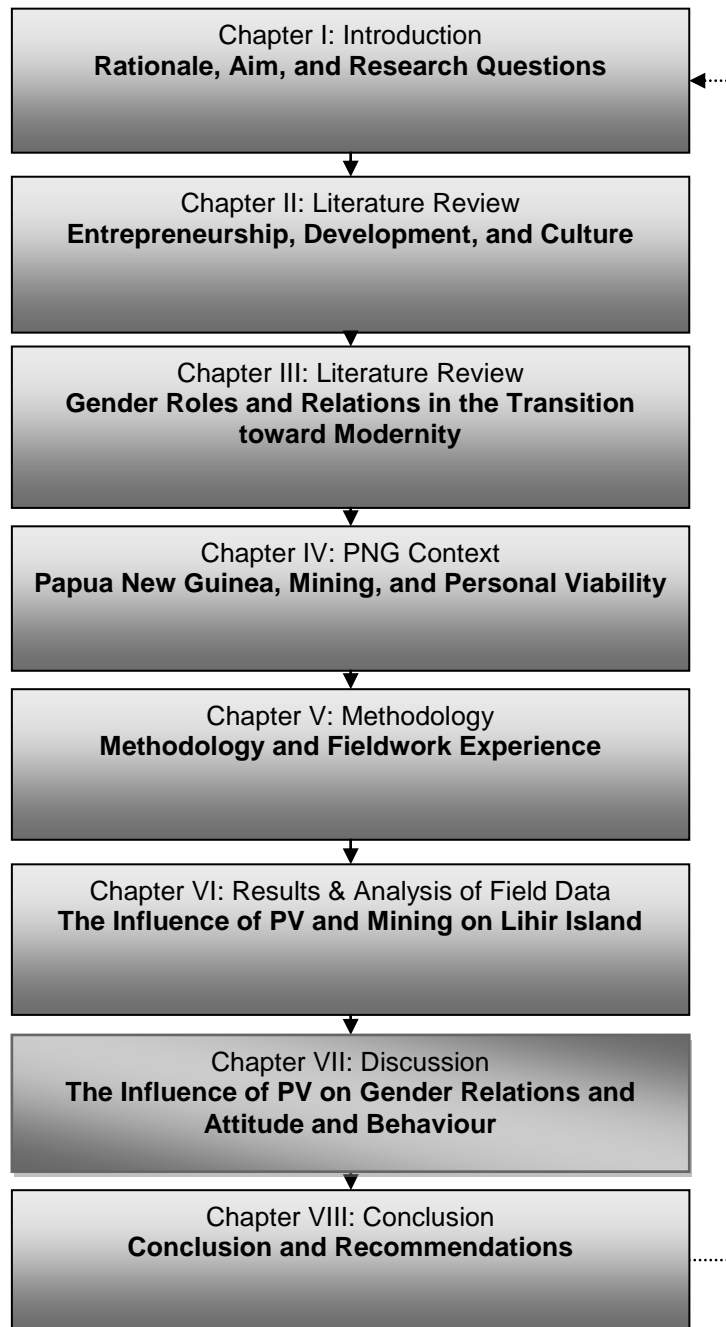 Chapter I: Introduction
Rationale, Aim, and Research Questions
Chapter II: Literature Review
Entrepreneurship, Development, and Culture
Chapter III: Literature Review
Gender Roles and Relations in the Transition
toward Modernity
Chapter IV: PNG Context
Papua New Guinea, Mining, and Personal Viability
Chapter V: Methodology
Methodology and Fieldwork Experience
Chapter VI: Results & Analysis of Field Data
The Influence of PV and Mining on Lihir Island
Chapter VII: Discussion
The Influence of PV on Gender Relations and
Attitude and Behaviour
Chapter VIII: Conclusion
Conclusion and Recommendations